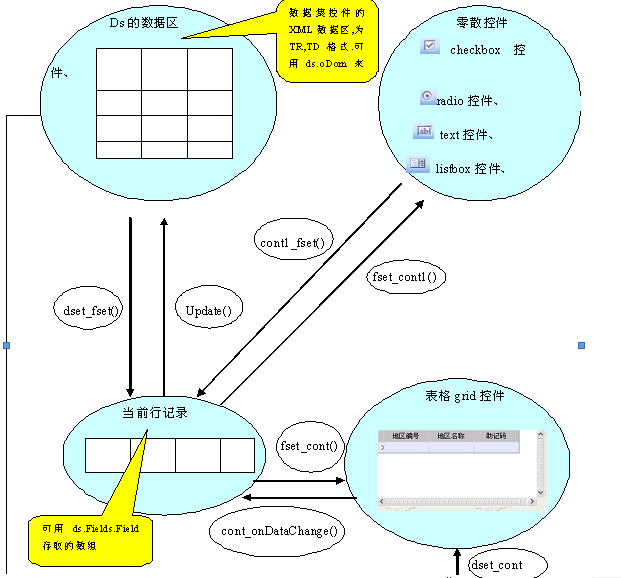 Ds 的数据区
件、
数据集控件的
XML 数据区,为
TR,TD 格式.可
用 ds.oDom 来
零散控件
checkbox 控
radio 控件、
text 控件、
listbox 控件、
cont1_fset()
fset_cont1()
dset_fset()
Update()
当前行记录
可用 ds.Fields.Field
存取的数组
fset_cont()
cont_onDataChange()
表格 grid 控件
地区编号 地区名称 助记码
dset_cont